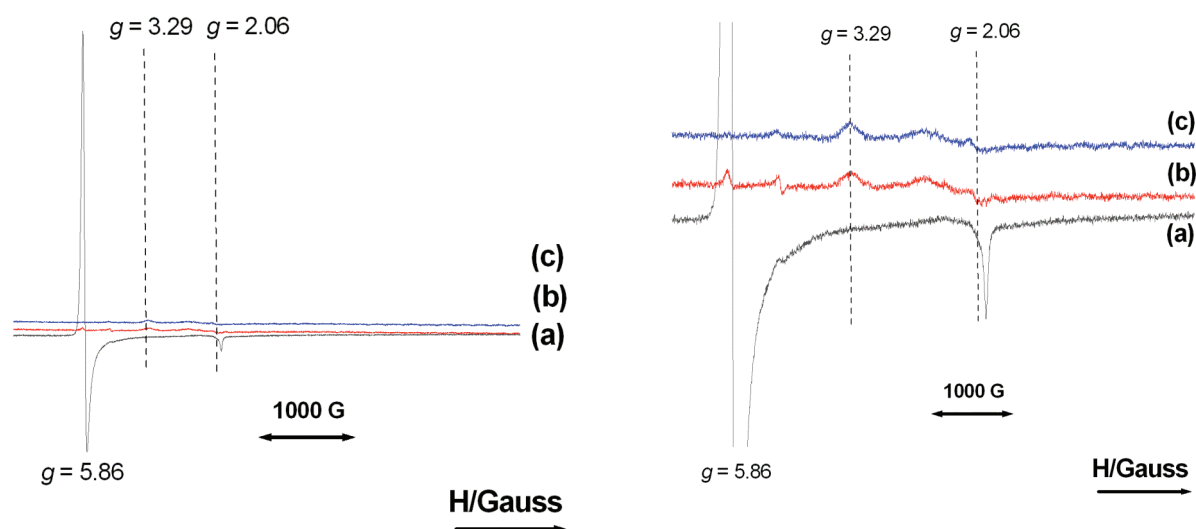 g = 3.29
g = 2.06
(c)
(b)
(a)
1000 G
g = 5.86
H/Gauss
g = 3.29
g = 2.06
(c)
(b)
(a)
1000 G
g = 5.86
H/Gauss